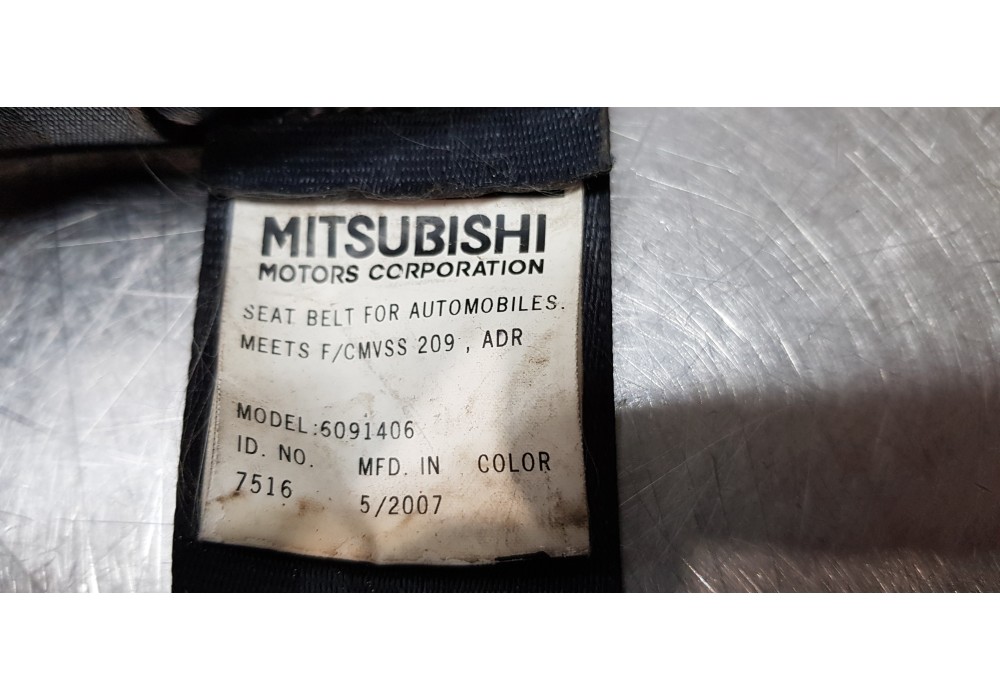 MITSUBISHI
MOTORS CORPORATION
SEAT BELT FOR AUTOMOBILES.
MEETS F/CMVSS 209 , ADR
MODEL:6091406
ID. NO. MFD. IN COLOR
7516 5/2007